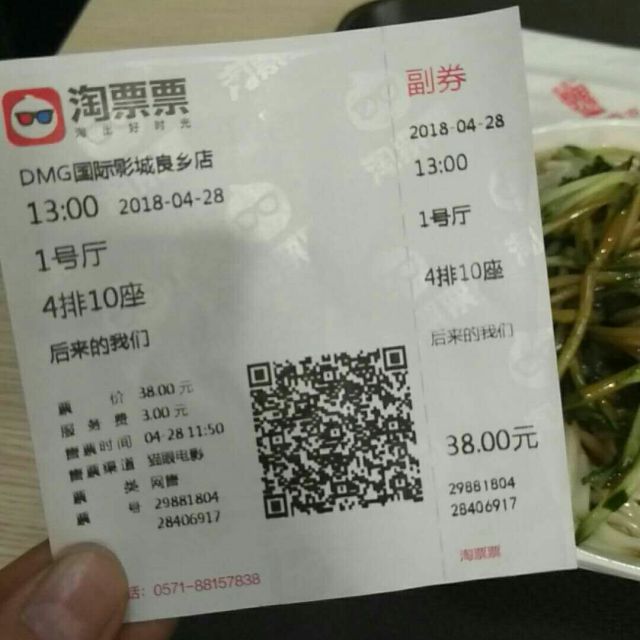 淘票票
淘出好时光
DMG国际影城良乡店
13:00 2018-04-28
1号厅
4排10座
后来的我们
票价 38.00元
服务费 3.00元
售票时间 04-28 11:50
售票渠道 猫眼电影
票类 网售
票号 29881804
28406917
话：0571-88157838
副券
2018-04-28
13:00
1号厅
4排10座
后来的我们
38.00元
29881804
28406917
淘票票